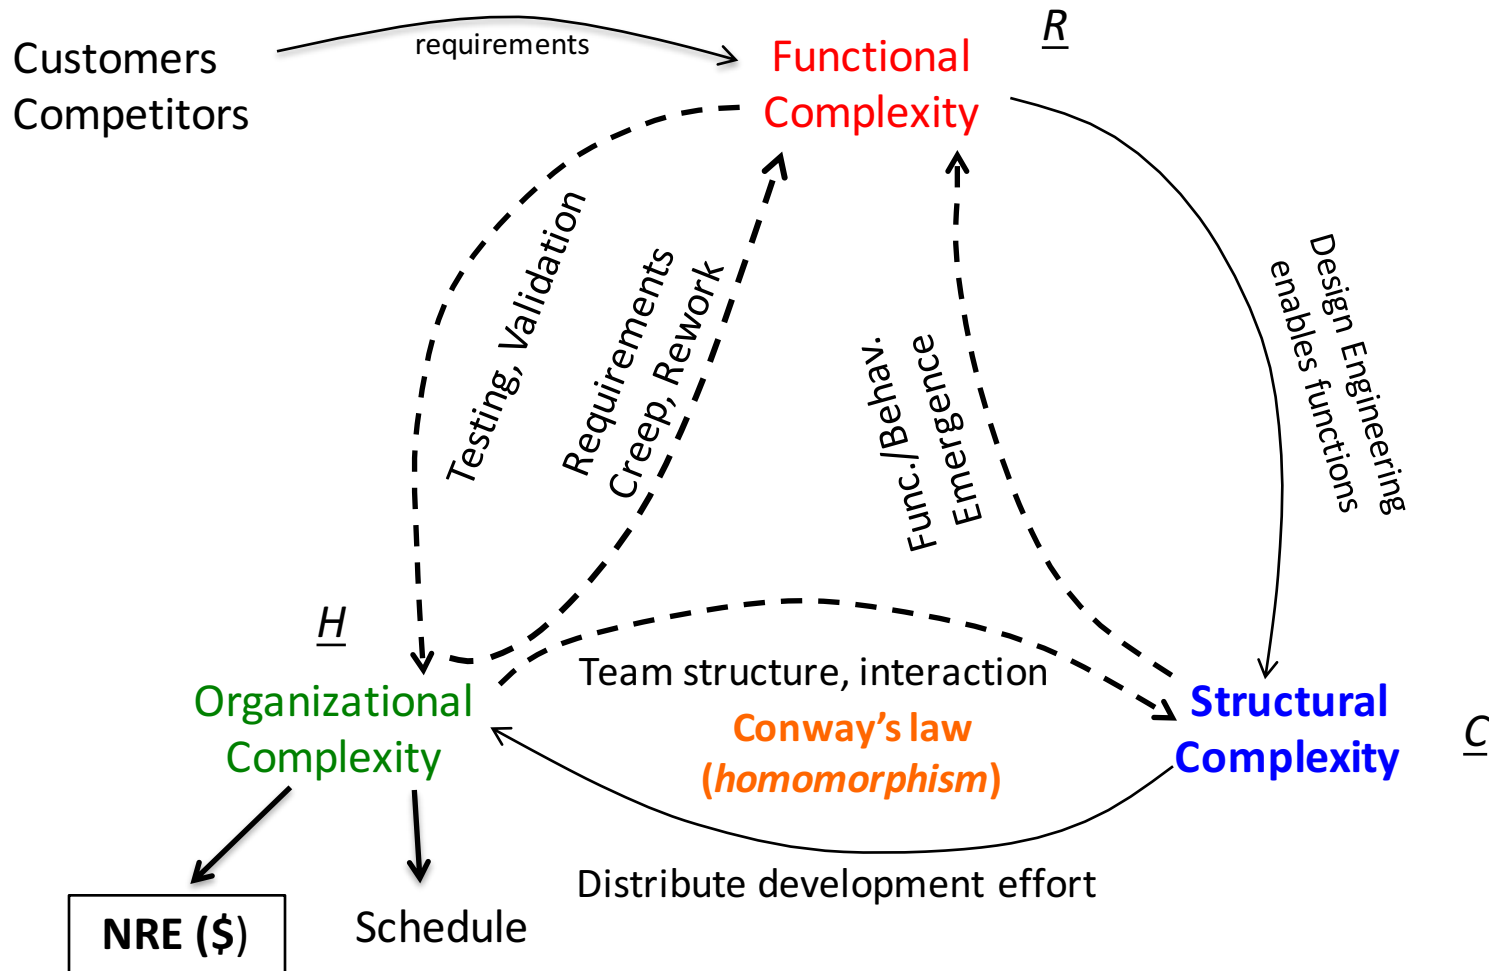 Customers
Competitors
requirements
Functional
Complexity
R
Testing, Validation
Requirements
Creep, Rework
Func./Behav.
Emergence
Design Engineering
enables functions
H
Organizational
Complexity
Team structure, interaction
Conway’s law
(homomorphism)
Structural
Complexity
C
Distribute development effort
NRE ($)
Schedule